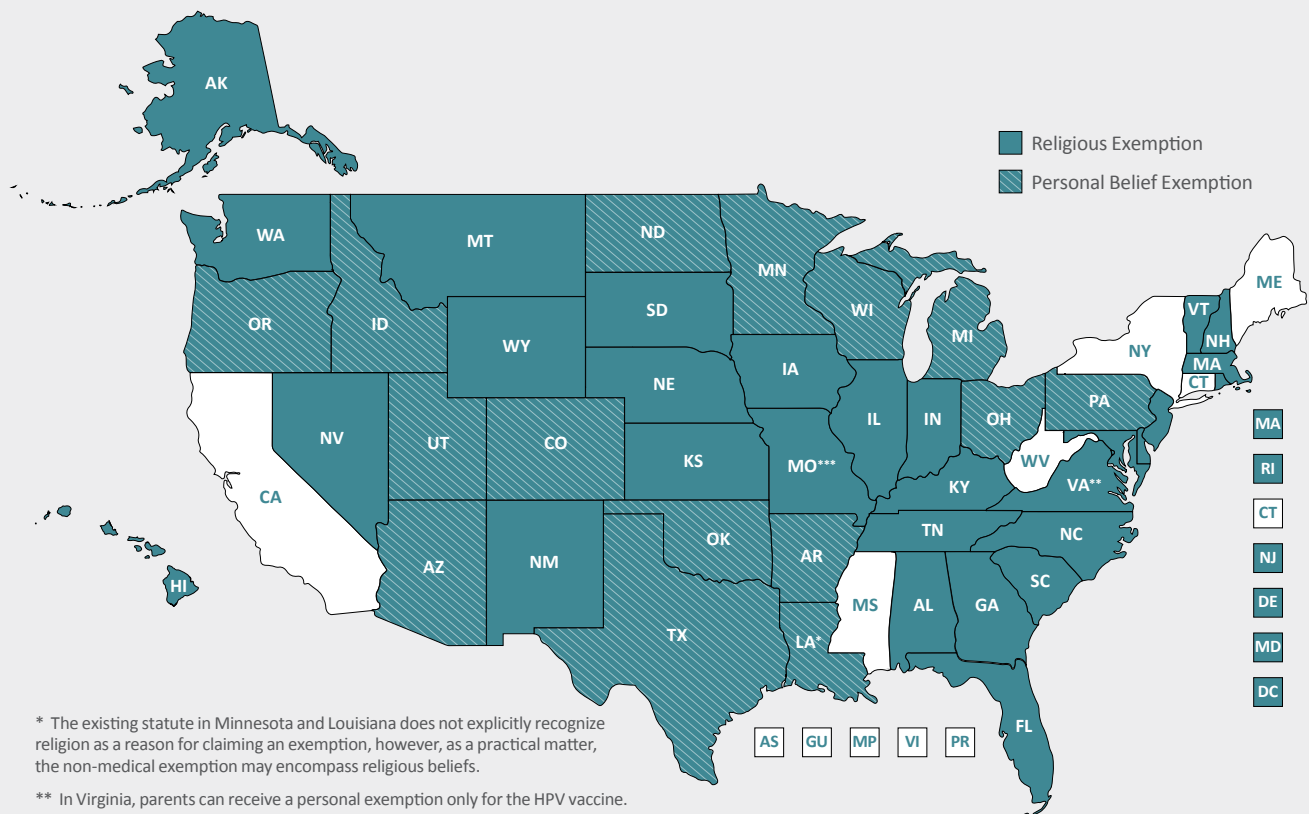 AK
Religious Exemption
Personal Belief Exemption
WA
MT
ND
MN
ME
OR
ID
WY
SD
WI
MI
VT
NH
NY
MA
CT
NV
UT
CO
NE
IA
IL
IN
OH
PA
CA
KS
MO***
KY
WV
VA**
MA
RI
CT
NJ
DE
MD
DC
HI
AZ
NM
OK
AR
TN
NC
SC
TX
LA*
MS
AL
GA
FL
AS
GU
MP
VI
PR
* The existing statute in Minnesota and Louisiana does not explicitly recognize
religion as a reason for claiming an exemption, however, as a practical matter,
the non-medical exemption may encompass religious beliefs.
** In Virginia, parents can receive a personal exemption only for the HPV vaccine.